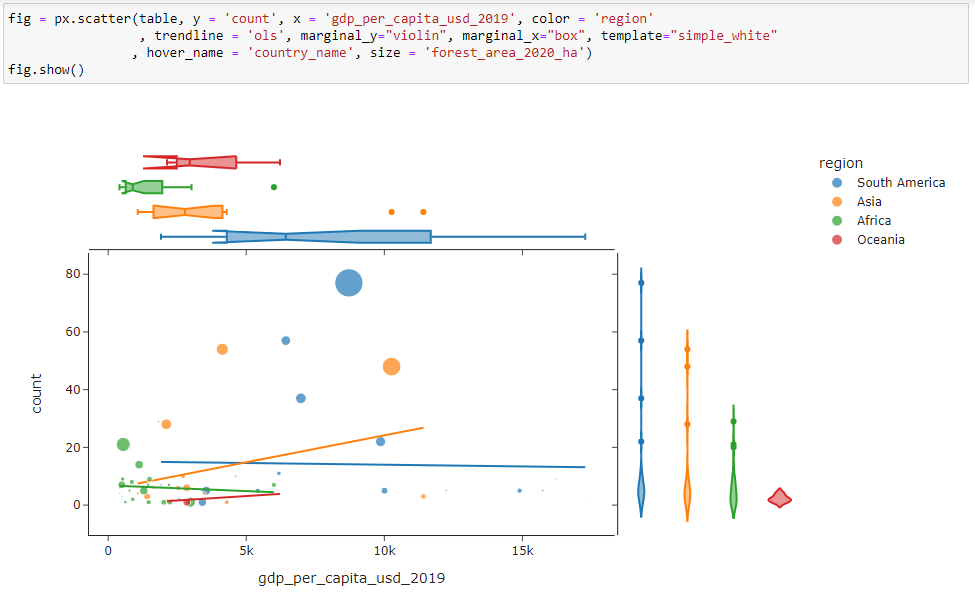 fig = px.scatter(table, y = 'count', x = 'gdp_per_capita_usd_2019', color = 'region'
, trendline = 'ols', marginal_y="violin", marginal_x="box", template="simple_white"
, hover_name = 'country_name', size = 'forest_area_2020_ha')
fig.show()
region
South America
Asia
Africa
Oceania
80
60
40
20
0
count
0 5k 10k 15k
gdp_per_capita_usd_2019